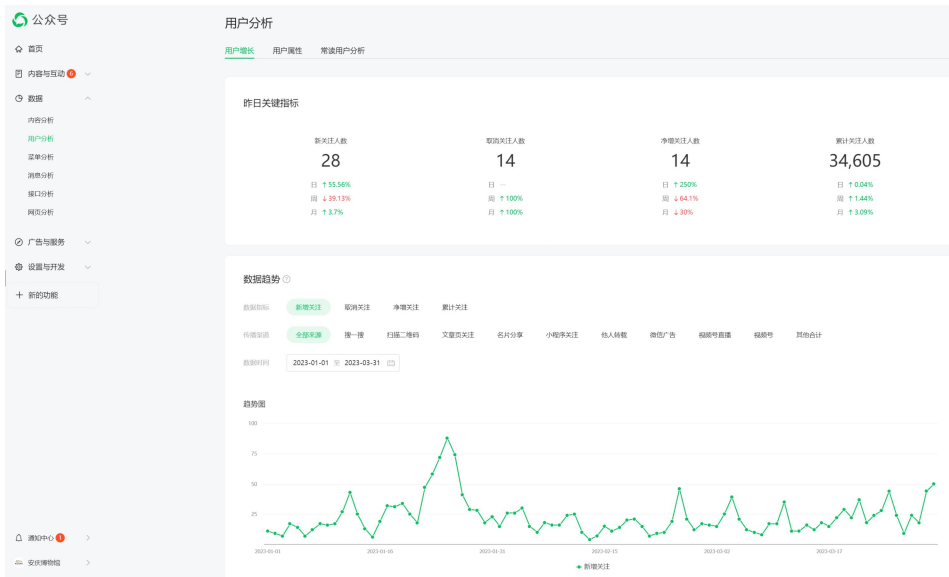 公众号
首页
内容与互动 6
数据
内容分析
用户分析
菜单分析
消息分析
接口分析
网页分析
广告与服务
设置与开发
+ 新的功能
通知中心 1
安庆博物馆
用户分析
用户增长 用户属性 常读用户分析
昨日关键指标
新关注人数 取消关注人数 净增关注人数 累计关注人数
28 14 14 34,605
日 ↑ 55.56% 日 -- 日 ↑ 250% 日 ↑ 0.04%
周 ↓ 39.13% 周 ↑ 100% 周 ↓ 64.1% 周 ↑ 1.44%
月 ↑ 3.7% 月 ↑ 100% 月 ↓ 30% 月 ↑ 3.09%
数据趋势
数据指标 新增关注 取消关注 净增关注 累计关注
传播渠道 全部来源 搜一搜 扫描二维码 文章页关注 名片分享 小程序关注 他人转载 微信广告 视频号直播 视频号 其他合计
数据时间 2023-01-01 至 2023-03-31
趋势图
100
75
50
25
2023-01-01 2023-01-16 2023-01-31 2023-02-15 2023-03-02 2023-03-17
新增关注